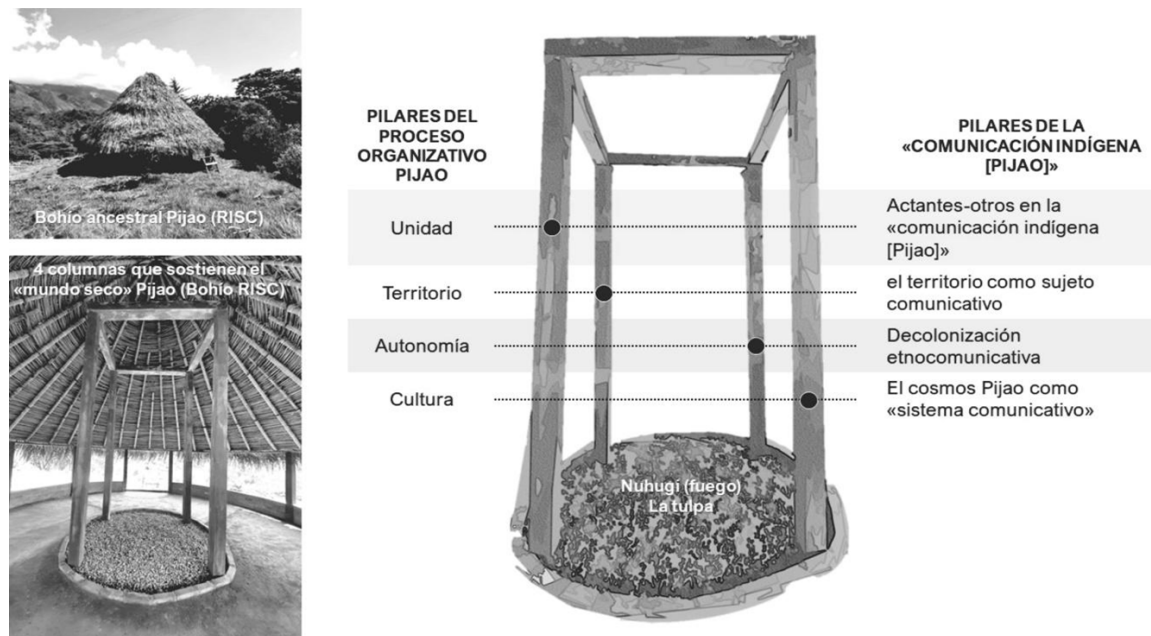 Bohío ancestral Pijao (RISC)
4 columnas que sostienen el
«mundo seco» Pijao (Bohío RISC)
PILARES DEL
PROCESO
ORGANIZATIVO
PIJAO
PILARES DE LA
«COMUNICACIÓN INDÍGENA
[PIJAO]»
Unidad
Actantes-otros en la
«comunicación indígena
[Pijao]»
Territorio
el territorio como sujeto
comunicativo
Autonomía
Decolonización
etnocomunicativa
Cultura
El cosmos Pijao como
«sistema comunicativo»
Nuhugi (fuego)
La tulpa